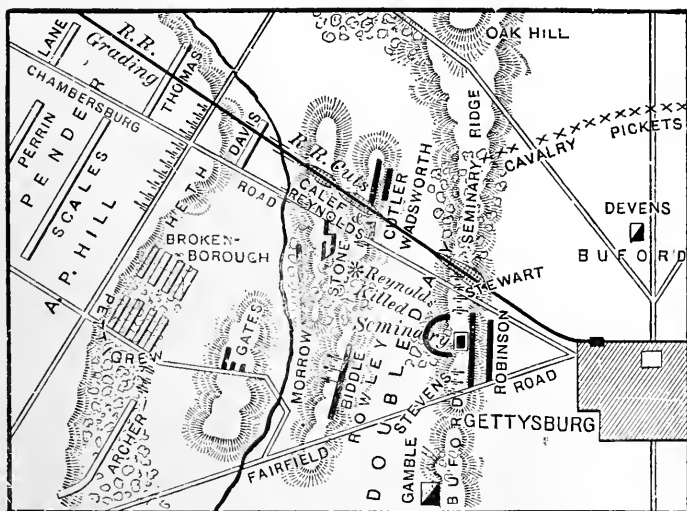 LANE
R.R.
Grading
THOMAS
OAK HILL
CHAMBERSBURG
ROAD
PERRIN
PENDER
SCALES
A. P. HILL
HETH
DAVIS
R.R. Cuts
CALEF
REYNOLDS
CUTLER
WADSWORTH
SEMINARY
RIDGE
CAVALRY
PICKETS
DEVENS
BUFORD
BROKEN-
BOROUGH
STONE
Reynolds
Killed
Seminary
STEWART
PETTIGREW
GATES
MORROW
BIDDLE
ROWLEY
DOUBLEDAY
STEVENS
ROBINSON
ROAD
GETTYSBURG
ARCHER
FAIRFIELD
GAMBLE
BUFORD